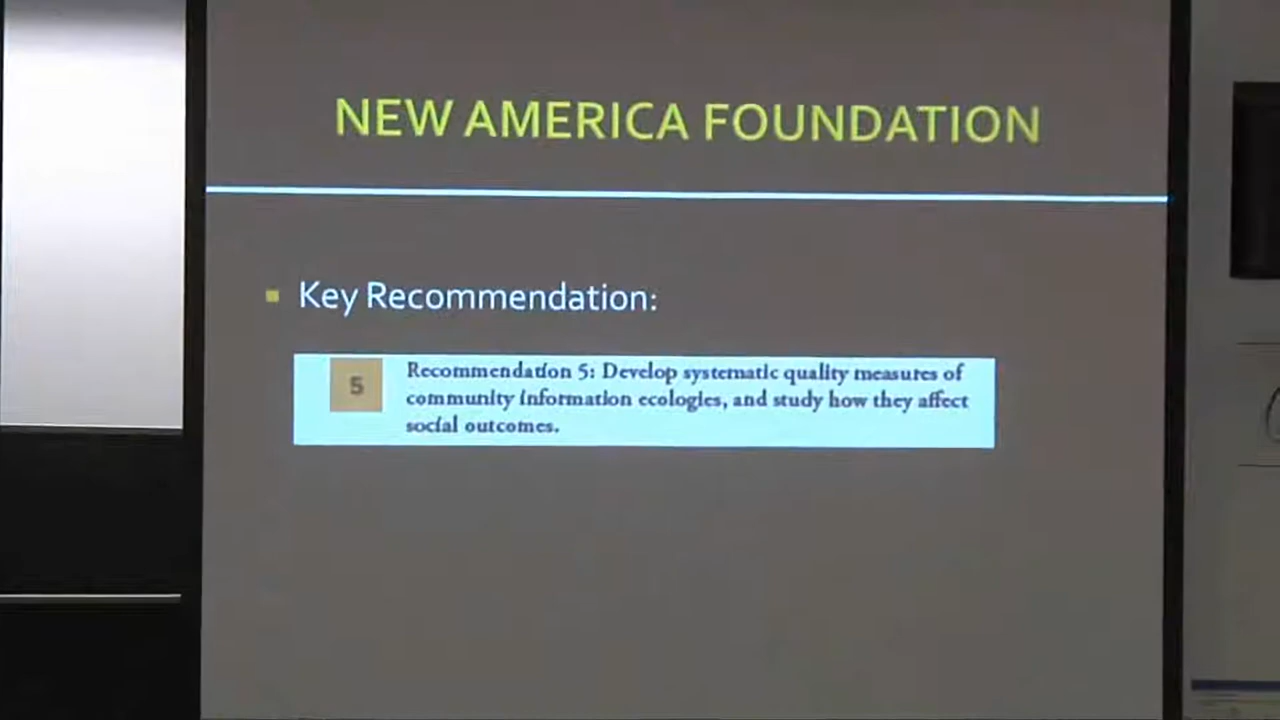 NEW AMERICA FOUNDATION
Key Recommendation:
5
Recommendation 5: Develop systematic quality measures of
community information ecologies, and study how they affect
social outcomes.